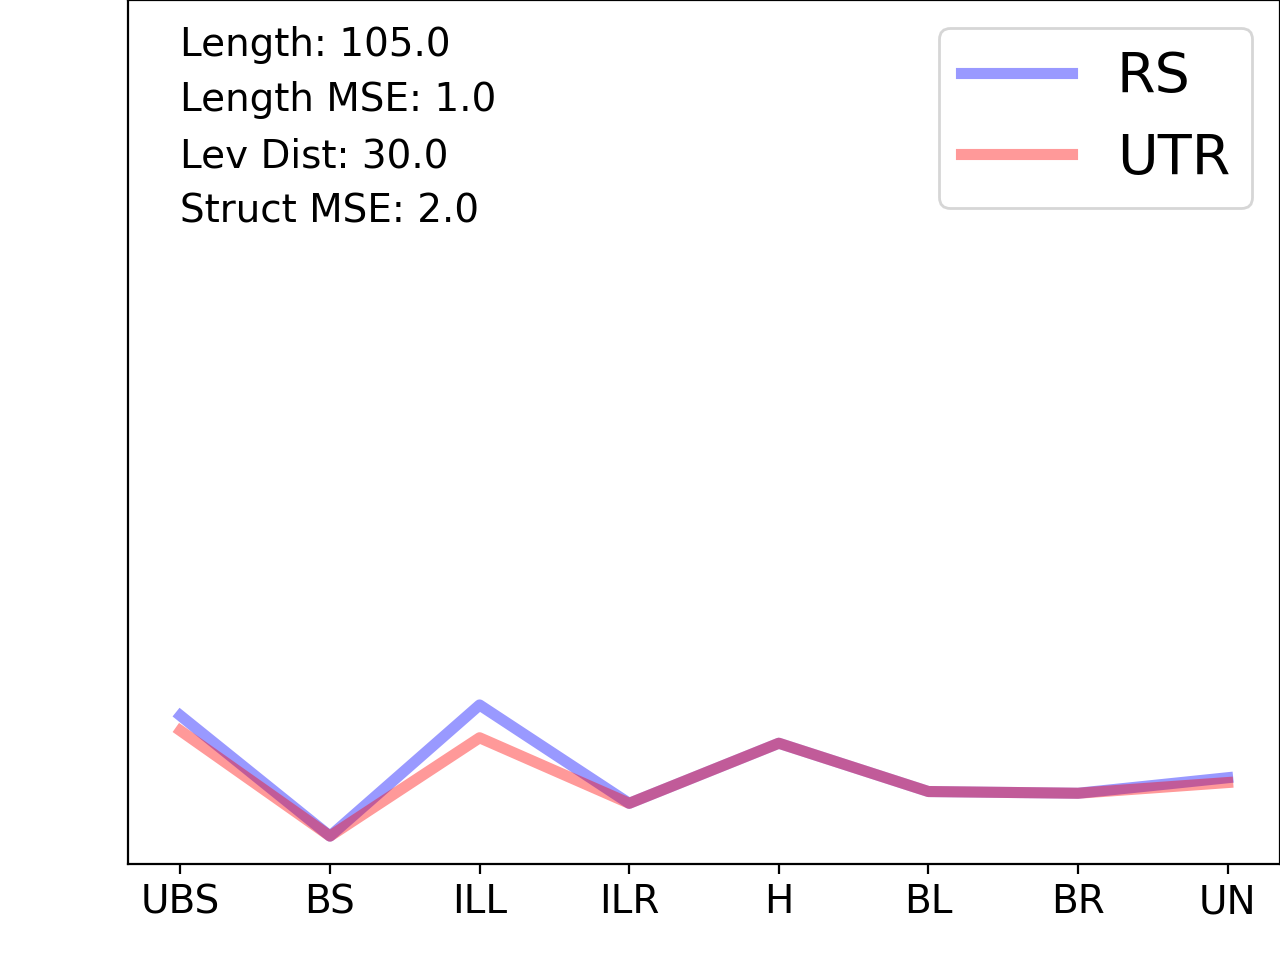 Length: 105.0
Length MSE: 1.0
Lev Dist: 30.0
Struct MSE: 2.0
RS
UTR
UBS BS ILL ILR H BL BR UN